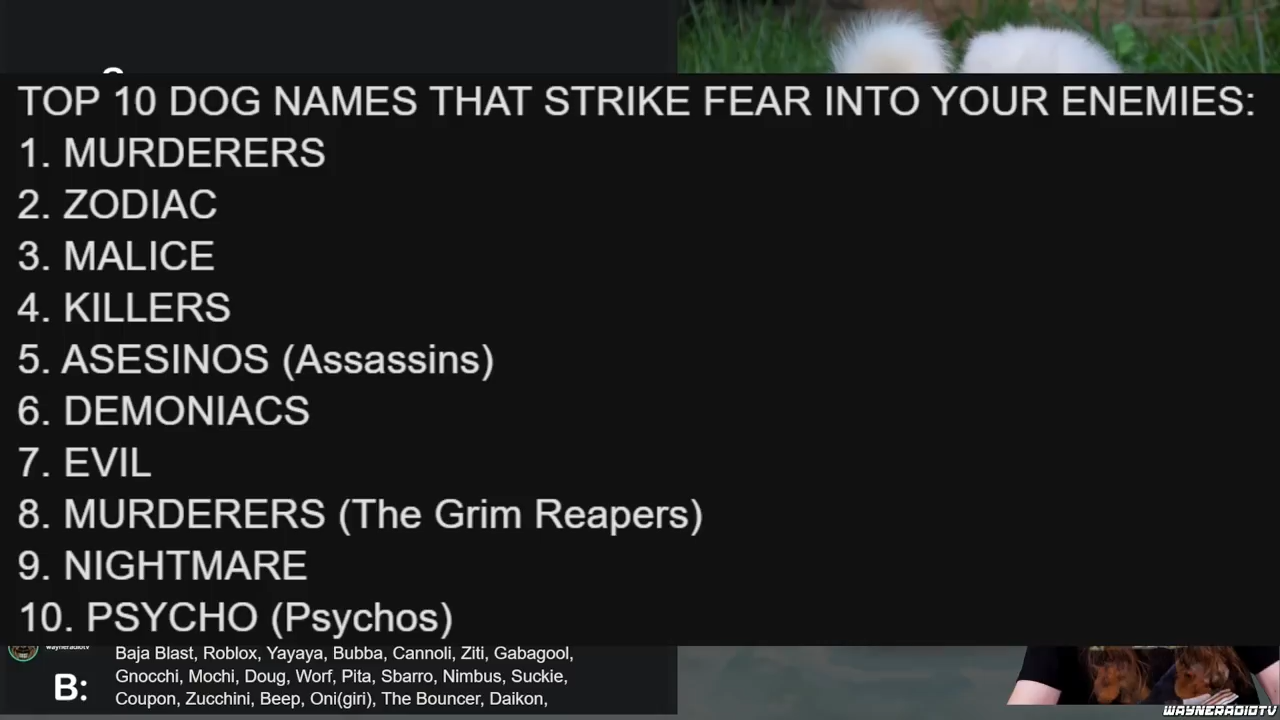 TOP 10 DOG NAMES THAT STRIKE FEAR INTO YOUR ENEMIES:
1. MURDERERS
2. ZODIAC
3. MALICE
4. KILLERS
5. ASESINOS (Assassins)
6. DEMONIACS
7. EVIL
8. MURDERERS (The Grim Reapers)
9. NIGHTMARE
10. PSYCHO (Psychos)
wayneradiotv
Baja Blast, Roblox, Yayaya, Bubba, Cannoli, Ziti, Gabagool,
B: Gnocchi, Mochi, Doug, Worf, Pita, Sbarro, Nimbus, Suckie,
Coupon, Zucchini, Beep, Oni(giri), The Bouncer, Daikon,
WAYNERADIOTV